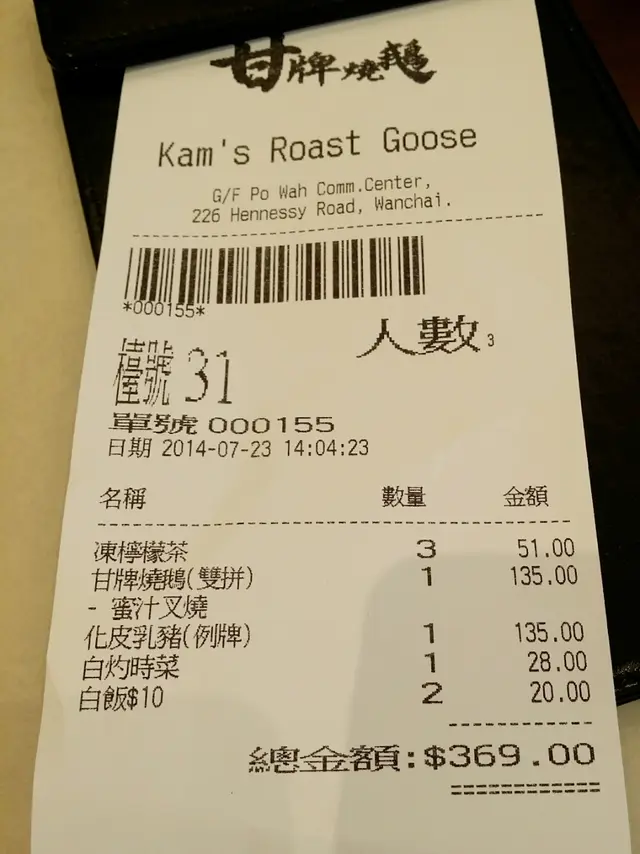 甘牌燒鵝
Kam's Roast Goose
G/F Po Wah Comm.Center,
226 Hennessy Road, Wanchai.
*000155*
人數 3
檯號 31
單號 000155
日期 2014-07-23 14:04:23
名稱 數量 金額
凍檸檬茶 3 51.00
甘牌燒鵝(雙拼) 1 135.00
- 蜜汁叉燒
化皮乳豬(例牌) 1 135.00
白灼時菜 1 28.00
白飯$10 2 20.00
總金額:$369.00